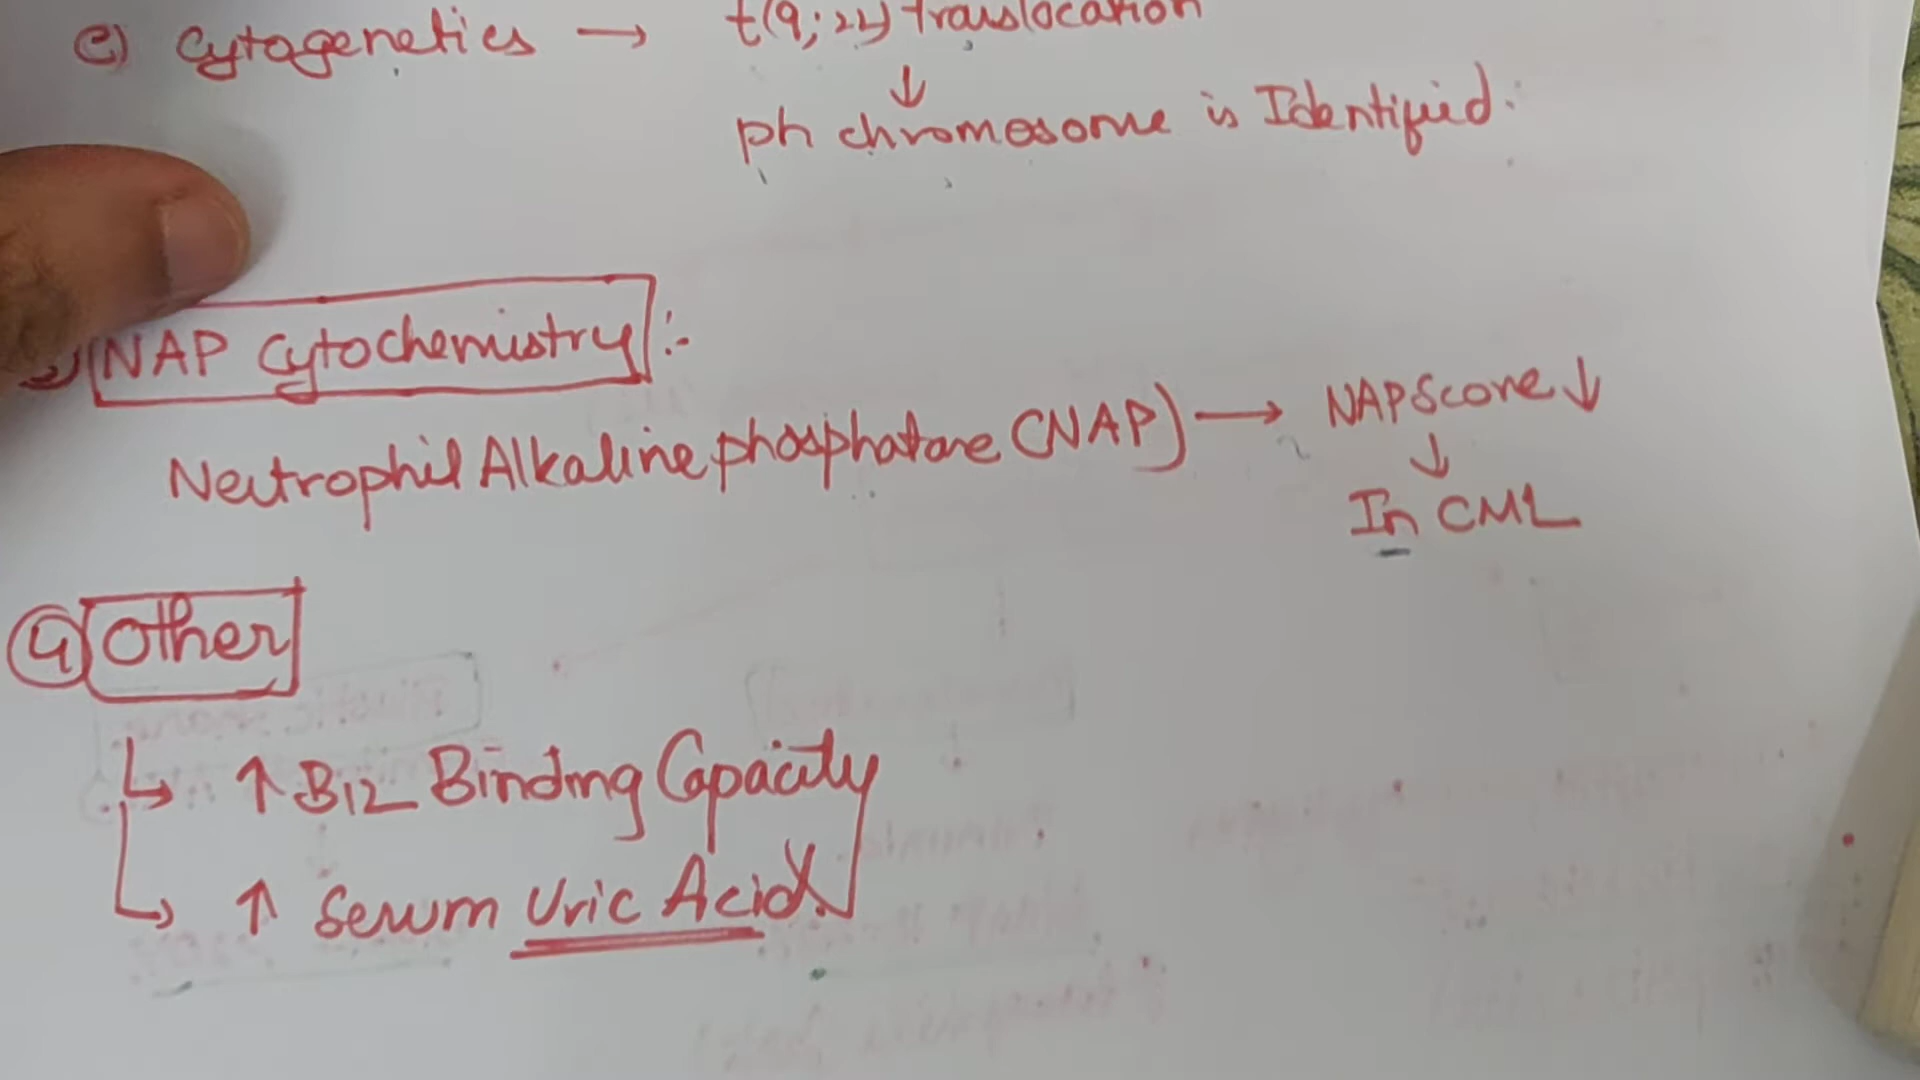 c) Cytogenetics → t(9;22) translocation
↓
ph chromosome is Identified.
NAP Cytochemistry :-
Neutrophil Alkaline phosphatase (NAP) → NAP Score ↓
↓
In CML
④ Other
↳ ↑ B12 Binding Capacity
↳ ↑ Serum Uric Acid.